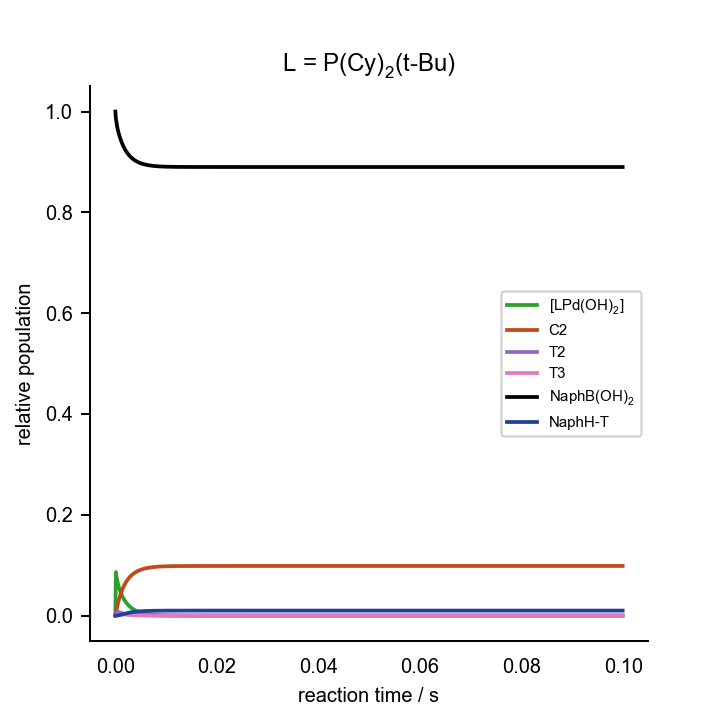 L = P(Cy)₂(t-Bu)
relative population
1.0
0.8
0.6
0.4
0.2
0.0
[LPd(OH)₂]
C2
T2
T3
NaphB(OH)₂
NaphH-T
0.00 0.02 0.04 0.06 0.08 0.10
reaction time / s